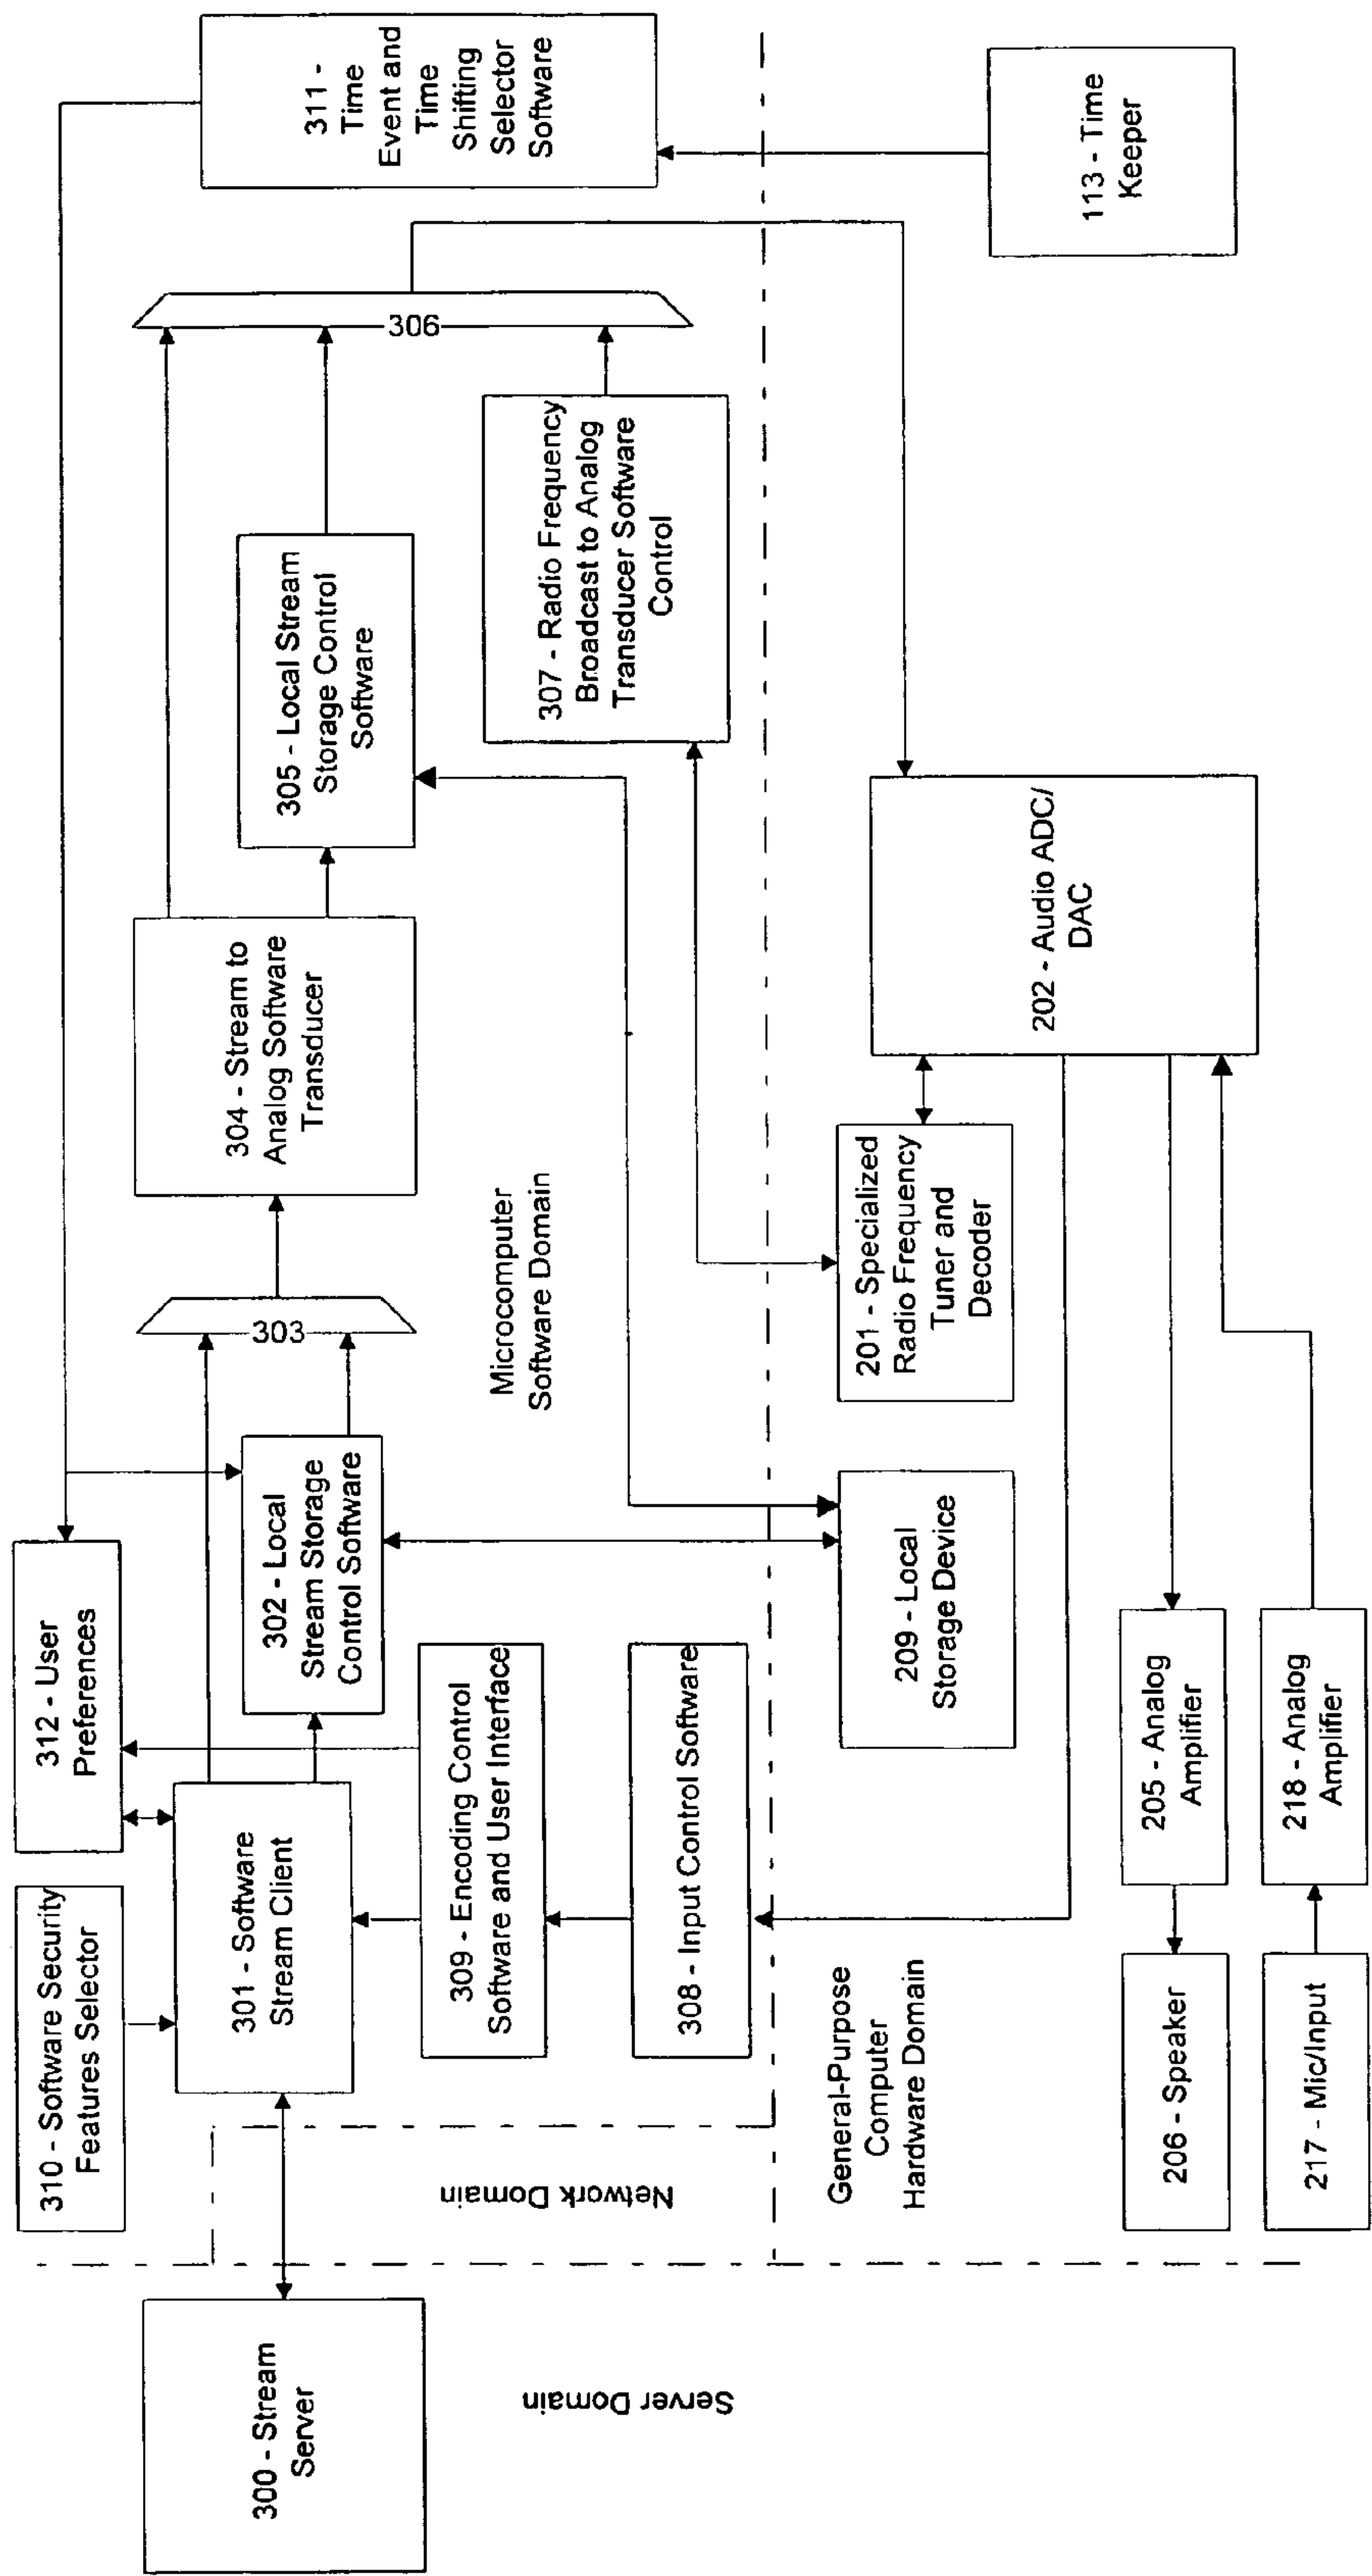 300 - Stream
Server
Server Domain
Network Domain
310 - Software Security
Features Selector
312 - User
Preferences
301 - Software
Stream Client
302 - Local
Stream Storage
Control Software
303
304 - Stream to
Analog Software
Transducer
305 - Local Stream
Storage Control
Software
306
307 - Radio Frequency
Broadcast to Analog
Transducer Software
Control
311 -
Time
Event and
Time
Shifting
Selector
Software
309 - Encoding Control
Software and User Interface
308 - Input Control Software
Microcomputer
Software Domain
General-Purpose
Computer
Hardware Domain
209 - Local
Storage Device
201 - Specialized
Radio Frequency
Tuner and
Decoder
202 - Audio ADC/
DAC
113 - Time
Keeper
206 - Speaker
205 - Analog
Amplifier
217 - Mic/Input
218 - Analog
Amplifier